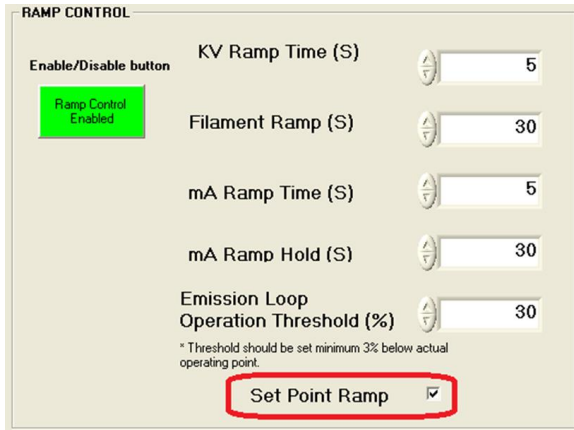 RAMP CONTROL
KV Ramp Time (S)
5
Enable/Disable button
Ramp Control
Enabled
Filament Ramp (S)
30
mA Ramp Time (S)
5
mA Ramp Hold (S)
30
Emission Loop
Operation Threshold (%)
30
* Threshold should be set minimum 3% below actual
operating point.
Set Point Ramp